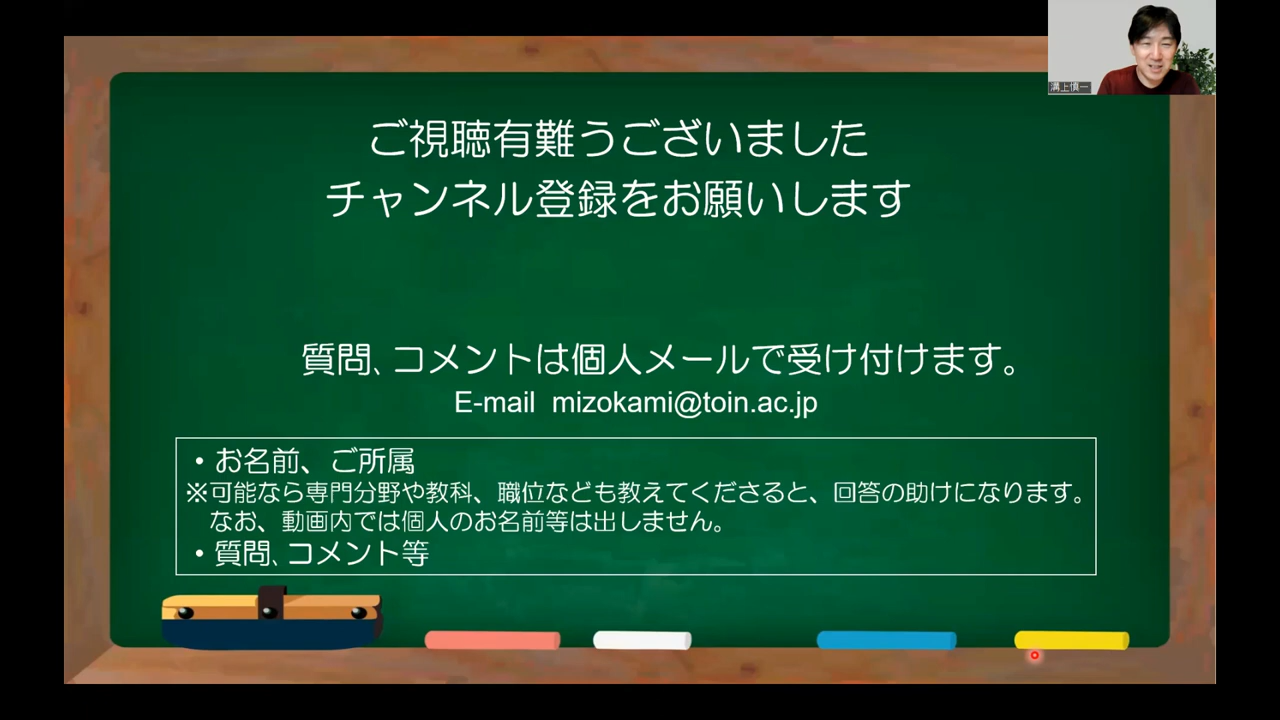 溝上慎一
ご視聴有難うございました
チャンネル登録をお願いします
質問、コメントは個人メールで受け付けます。
E-mail mizokami@toin.ac.jp
・お名前、ご所属
※可能なら専門分野や教科、職位なども教えてくださると、回答の助けになります。
なお、動画内では個人のお名前等は出しません。
・質問、コメント等